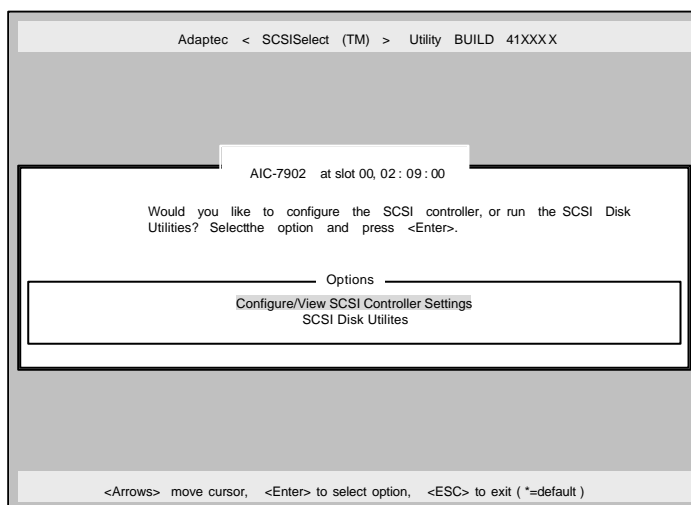 Adaptec < SCSISelect (TM) > Utility BUILD 41XXXX
AIC-7902 at slot 00, 02 : 09 : 00
Would you like to configure the SCSI controller, or run the SCSI Disk
Utilities? Selectthe option and press <Enter>.
Options
Configure/View SCSI Controller Settings
SCSI Disk Utilites
<Arrows> move cursor, <Enter> to select option, <ESC> to exit ( *=default )